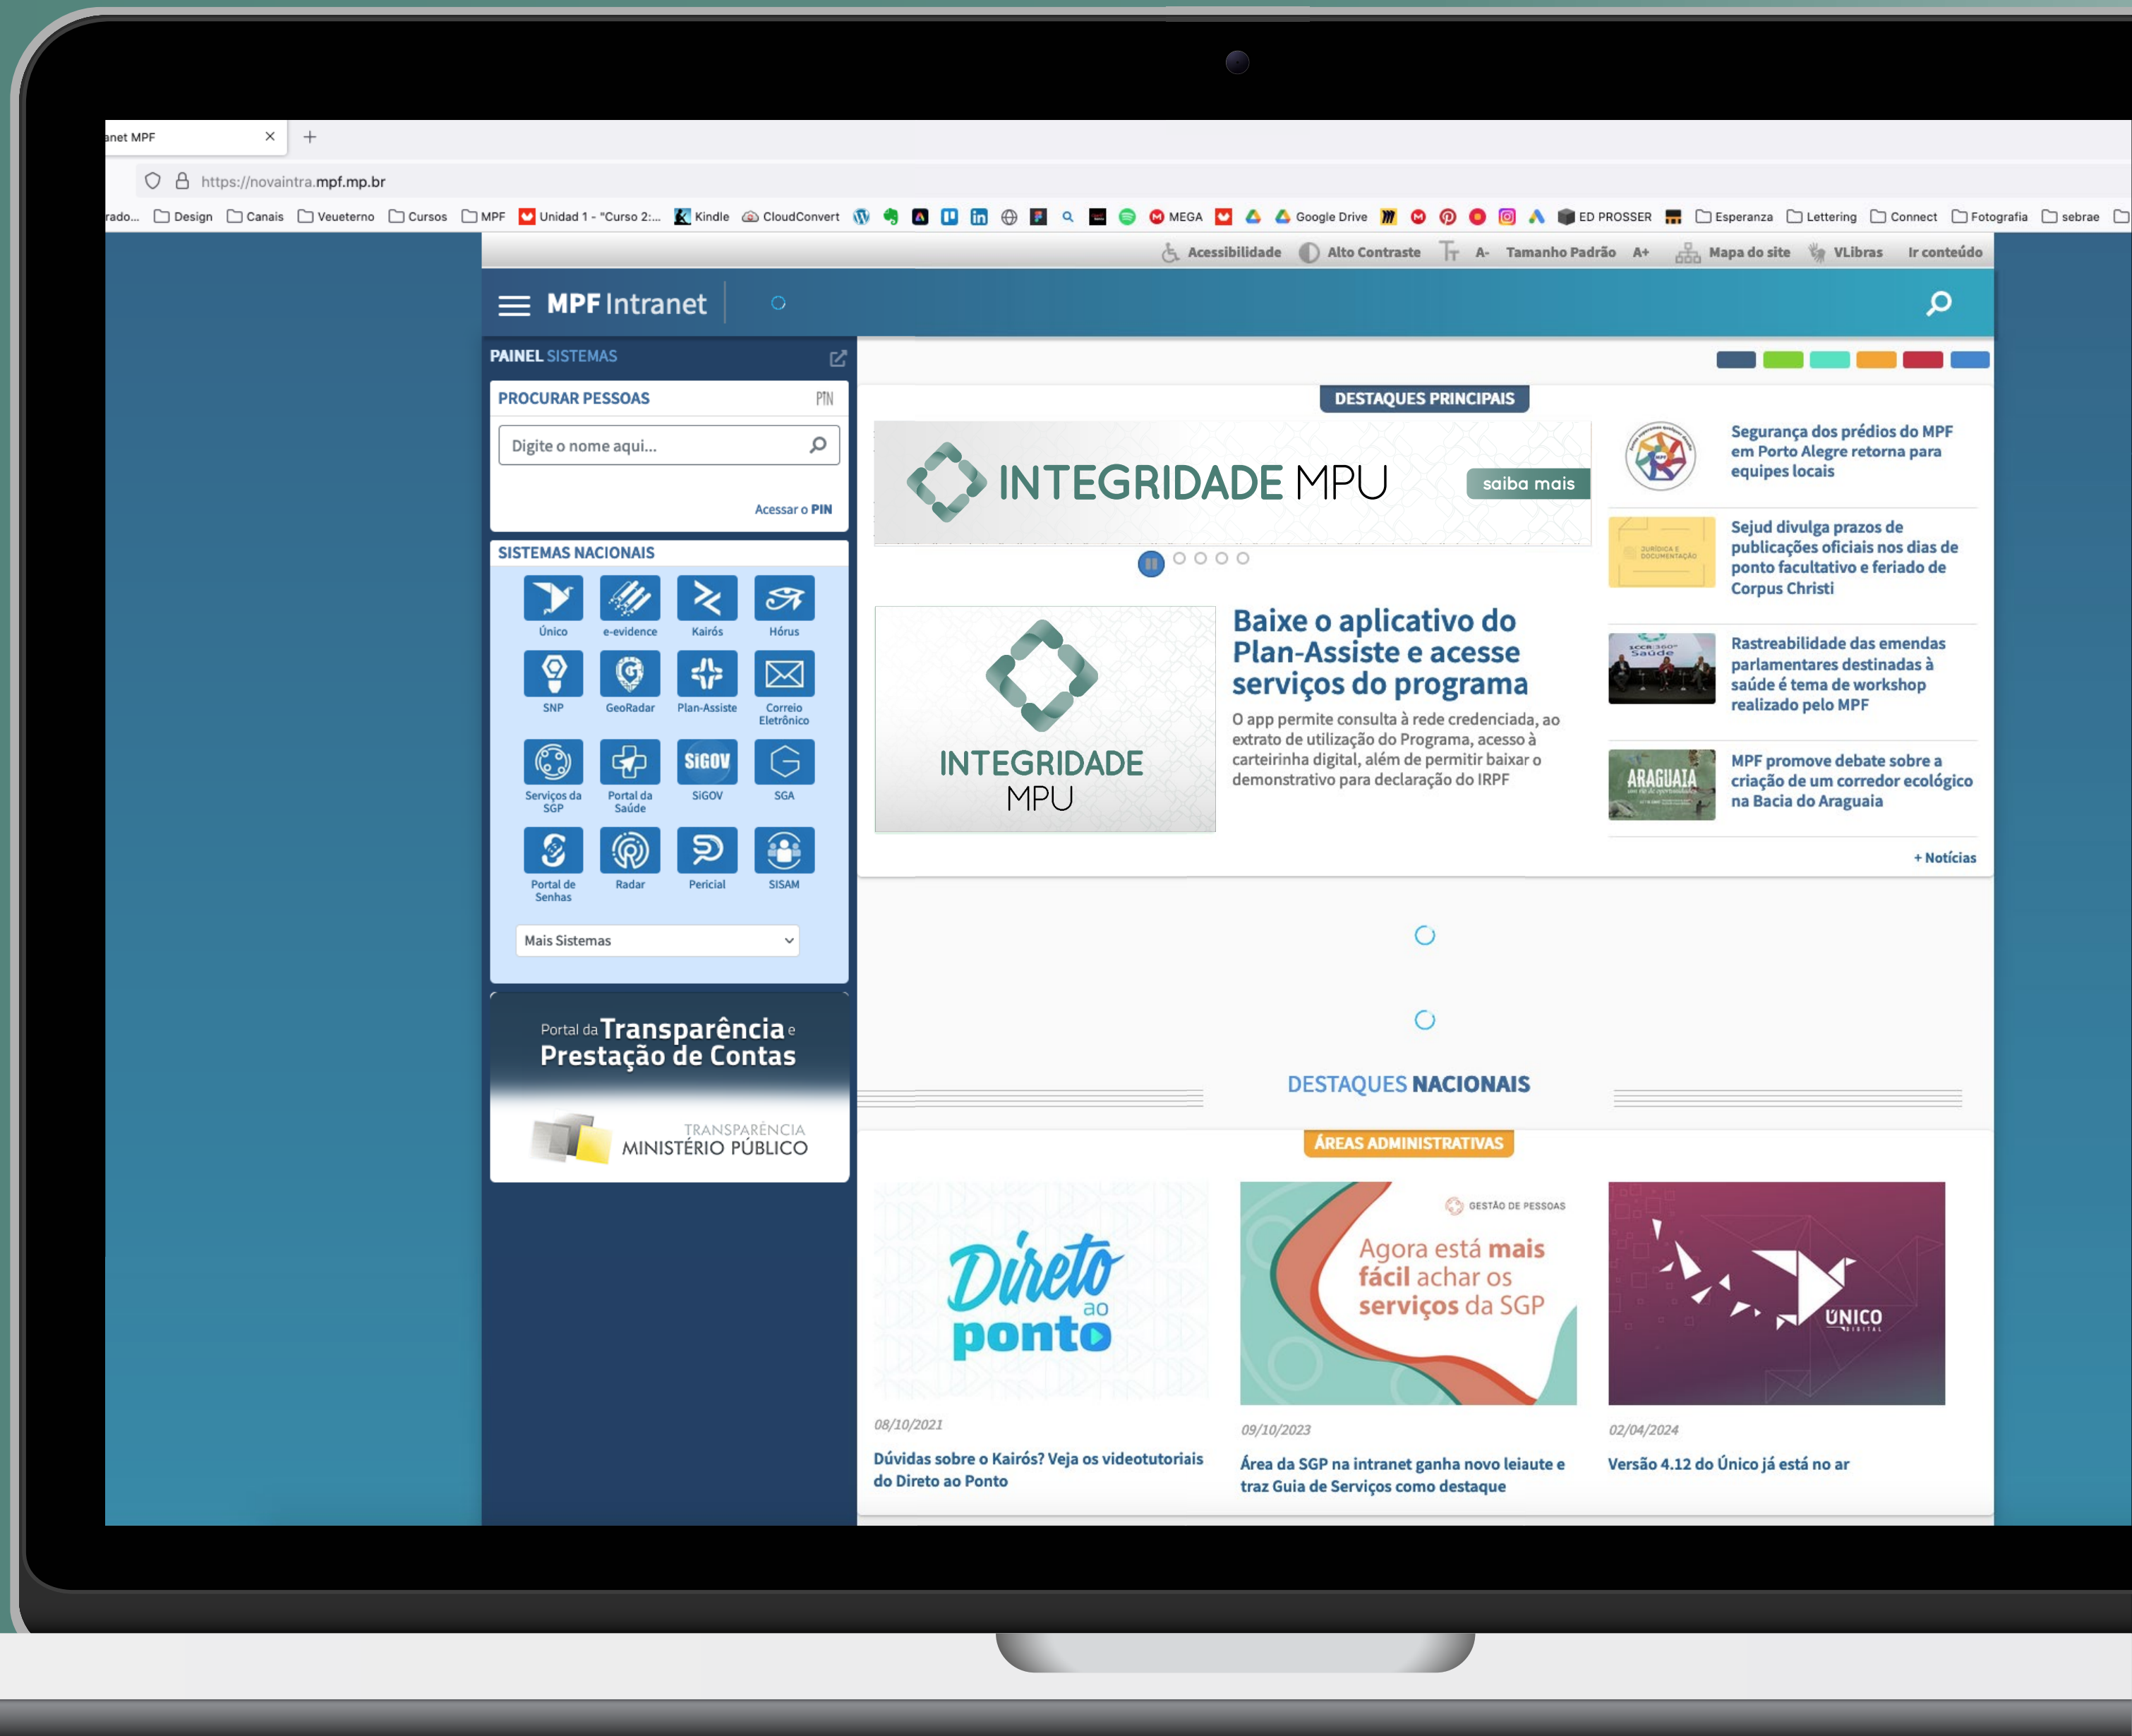 anet MPF
https://novaintra.mpf.mp.br
rado... Design Canais Veueterno Cursos MPF Unidad 1 - "Curso 2:... Kindle CloudConvert MEGA Google Drive ED PROSSER Esperanza Lettering Connect Fotografia sebrae
Acessibilidade Alto Contraste A- Tamanho Padrão A+ Mapa do site VLibras Ir conteúdo
MPF Intranet
PAINEL SISTEMAS
PROCURAR PESSOAS PIN
Digite o nome aqui...
Acessar o PIN
SISTEMAS NACIONAIS
Único e-evidence Kairós Hórus
SNP GeoRadar Plan-Assiste Correio
Eletrônico
SiGOV
Serviços da Portal da SiGOV SGA
SGP Saúde
Portal de Radar Pericial SISAM
Senhas
Mais Sistemas
Portal da Transparência e
Prestação de Contas
TRANSPARÊNCIA
MINISTÉRIO PÚBLICO
DESTAQUES PRINCIPAIS
INTEGRIDADE MPU saiba mais
INTEGRIDADE
MPU
Baixe o aplicativo do
Plan-Assiste e acesse
serviços do programa
O app permite consulta à rede credenciada, ao
extrato de utilização do Programa, acesso à
carteirinha digital, além de permitir baixar o
demonstrativo para declaração do IRPF
MPF
Segurança dos prédios do MPF
em Porto Alegre retorna para
equipes locais
JURÍDICA E
DOCUMENTAÇÃO
Sejud divulga prazos de
publicações oficiais nos dias de
ponto facultativo e feriado de
Corpus Christi
1CCR 360°
Saúde
Rastreabilidade das emendas
parlamentares destinadas à
saúde é tema de workshop
realizado pelo MPF
ARAGUAIA
MPF promove debate sobre a
criação de um corredor ecológico
na Bacia do Araguaia
+ Notícias
DESTAQUES NACIONAIS
ÁREAS ADMINISTRATIVAS
Direto
ao
ponto
08/10/2021
Dúvidas sobre o Kairós? Veja os videotutoriais
do Direto ao Ponto
GESTÃO DE PESSOAS
Agora está mais
fácil achar os
serviços da SGP
09/10/2023
Área da SGP na intranet ganha novo leiaute e
traz Guia de Serviços como destaque
ÚNICO
DIGITAL
02/04/2024
Versão 4.12 do Único já está no ar